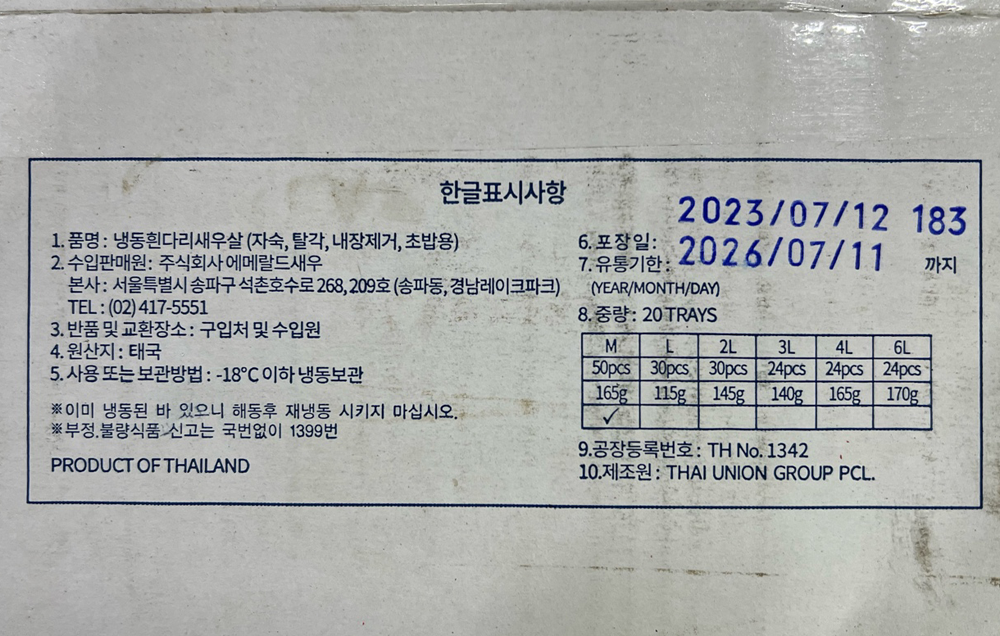 한글표시사항
1. 품명 : 냉동흰다리새우살 (자숙, 탈각, 내장제거, 초밥용)
2. 수입판매원 : 주식회사 에메랄드새우
본사 : 서울특별시 송파구 석촌호수로 268, 209호 (송파동, 경남레이크파크)
TEL : (02) 417-5551
3. 반품 및 교환장소 : 구입처 및 수입원
4. 원산지 : 태국
5. 사용 또는 보관방법 : -18°C 이하 냉동보관
※이미 냉동된 바 있으니 해동후 재냉동 시키지 마십시오.
※부정.불량식품 신고는 국번없이 1399번
PRODUCT OF THAILAND
6. 포장일 : 2023/07/12 183
7. 유통기한 : 2026/07/11 까지
(YEAR/MONTH/DAY)
8. 중량 : 20 TRAYS
M L 2L 3L 4L 6L
50pcs 30pcs 30pcs 24pcs 24pcs 24pcs
165g 115g 145g 140g 165g 170g
✓
9.공장등록번호 : TH No. 1342
10.제조원 : THAI UNION GROUP PCL.